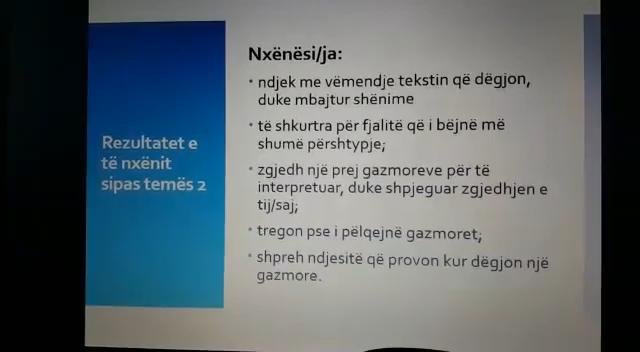 Rezultatet e
të nxënit
sipas temës 2
Nxënësi/ja:
• ndjek me vëmendje tekstin që dëgjon,
duke mbajtur shënime
• të shkurtra për fjalitë që i bëjnë më
shumë përshtypje;
• zgjedh një prej gazmoreve për të
interpretuar, duke shpjeguar zgjedhjen e
tij/saj;
• tregon pse i pëlqejnë gazmoret;
• shpreh ndjesitë që provon kur dëgjon një
gazmore.